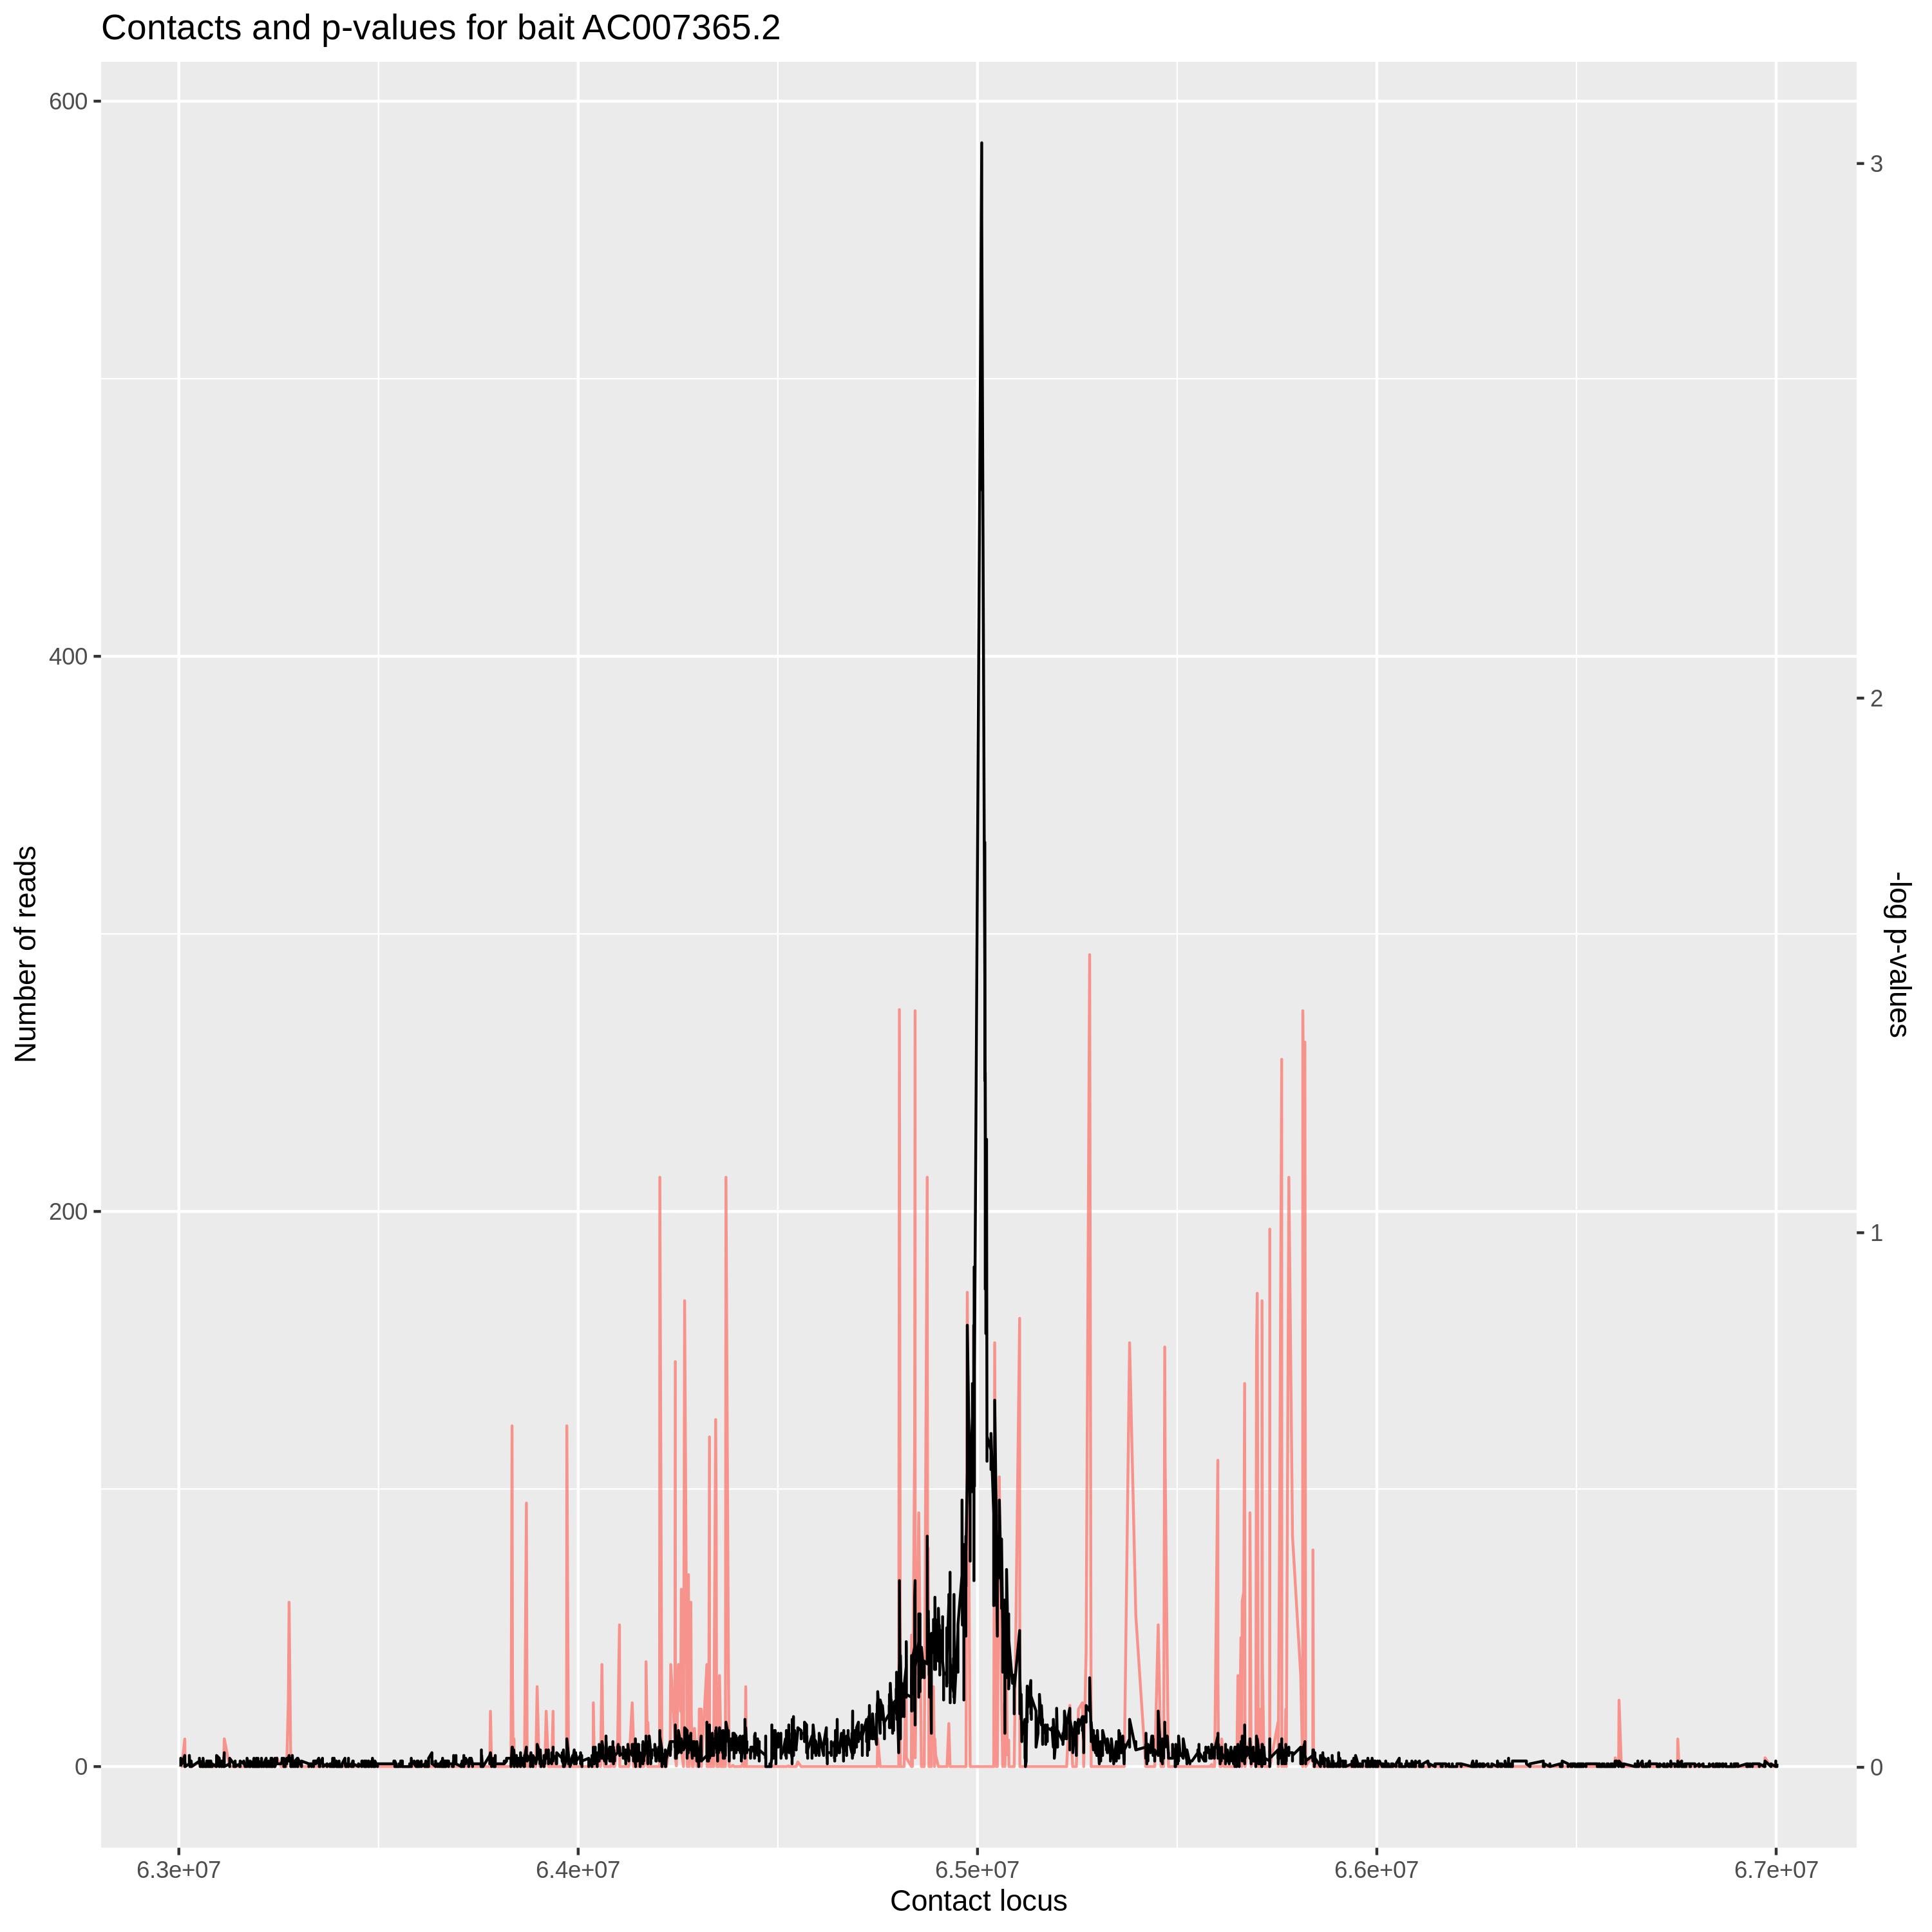 Contacts and p-values for bait AC007365.2
600
400
200
0
Number of reads
3
2
1
0
-log p-values
6.3e+07
6.4e+07
6.5e+07
6.6e+07
6.7e+07
Contact locus